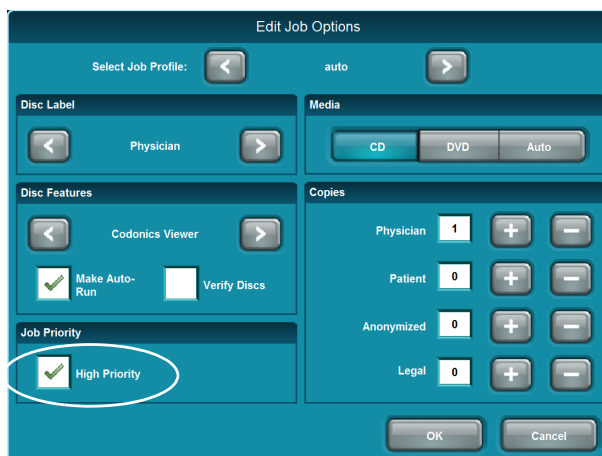 Edit Job Options
Select Job Profile: < auto >
Disc Label
< Physician >
Media
CD DVD Auto
Disc Features
< Codonics Viewer >
Make Auto-
Run
Verify Discs
Job Priority
High Priority
Copies
Physician 1 + −
Patient 0 + −
Anonymized 0 + −
Legal 0 + −
OK Cancel